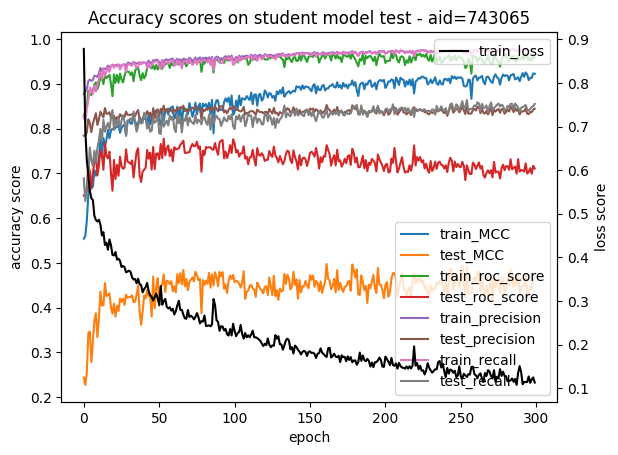 Accuracy scores on student model test - aid=743065
accuracy score
1.0
0.9
0.8
0.7
0.6
0.5
0.4
0.3
0.2
0.9
0.8
0.7
0.6
0.5
0.4
0.3
0.2
0.1
loss score
train_loss
train_MCC
test_MCC
train_roc_score
test_roc_score
train_precision
test_precision
train_recall
test_recall
0 50 100 150 200 250 300
epoch